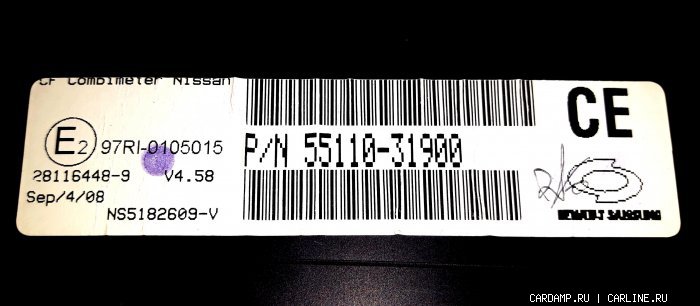 CF Combimeter Nissan
E2 97RI-0105015
28116448-9 V4.58
Sep/4/08
NS5182609-V
P/N 55110-31900
CE
RENAULT SAMSUNG
CARDAMP.RU | CARLINE.RU